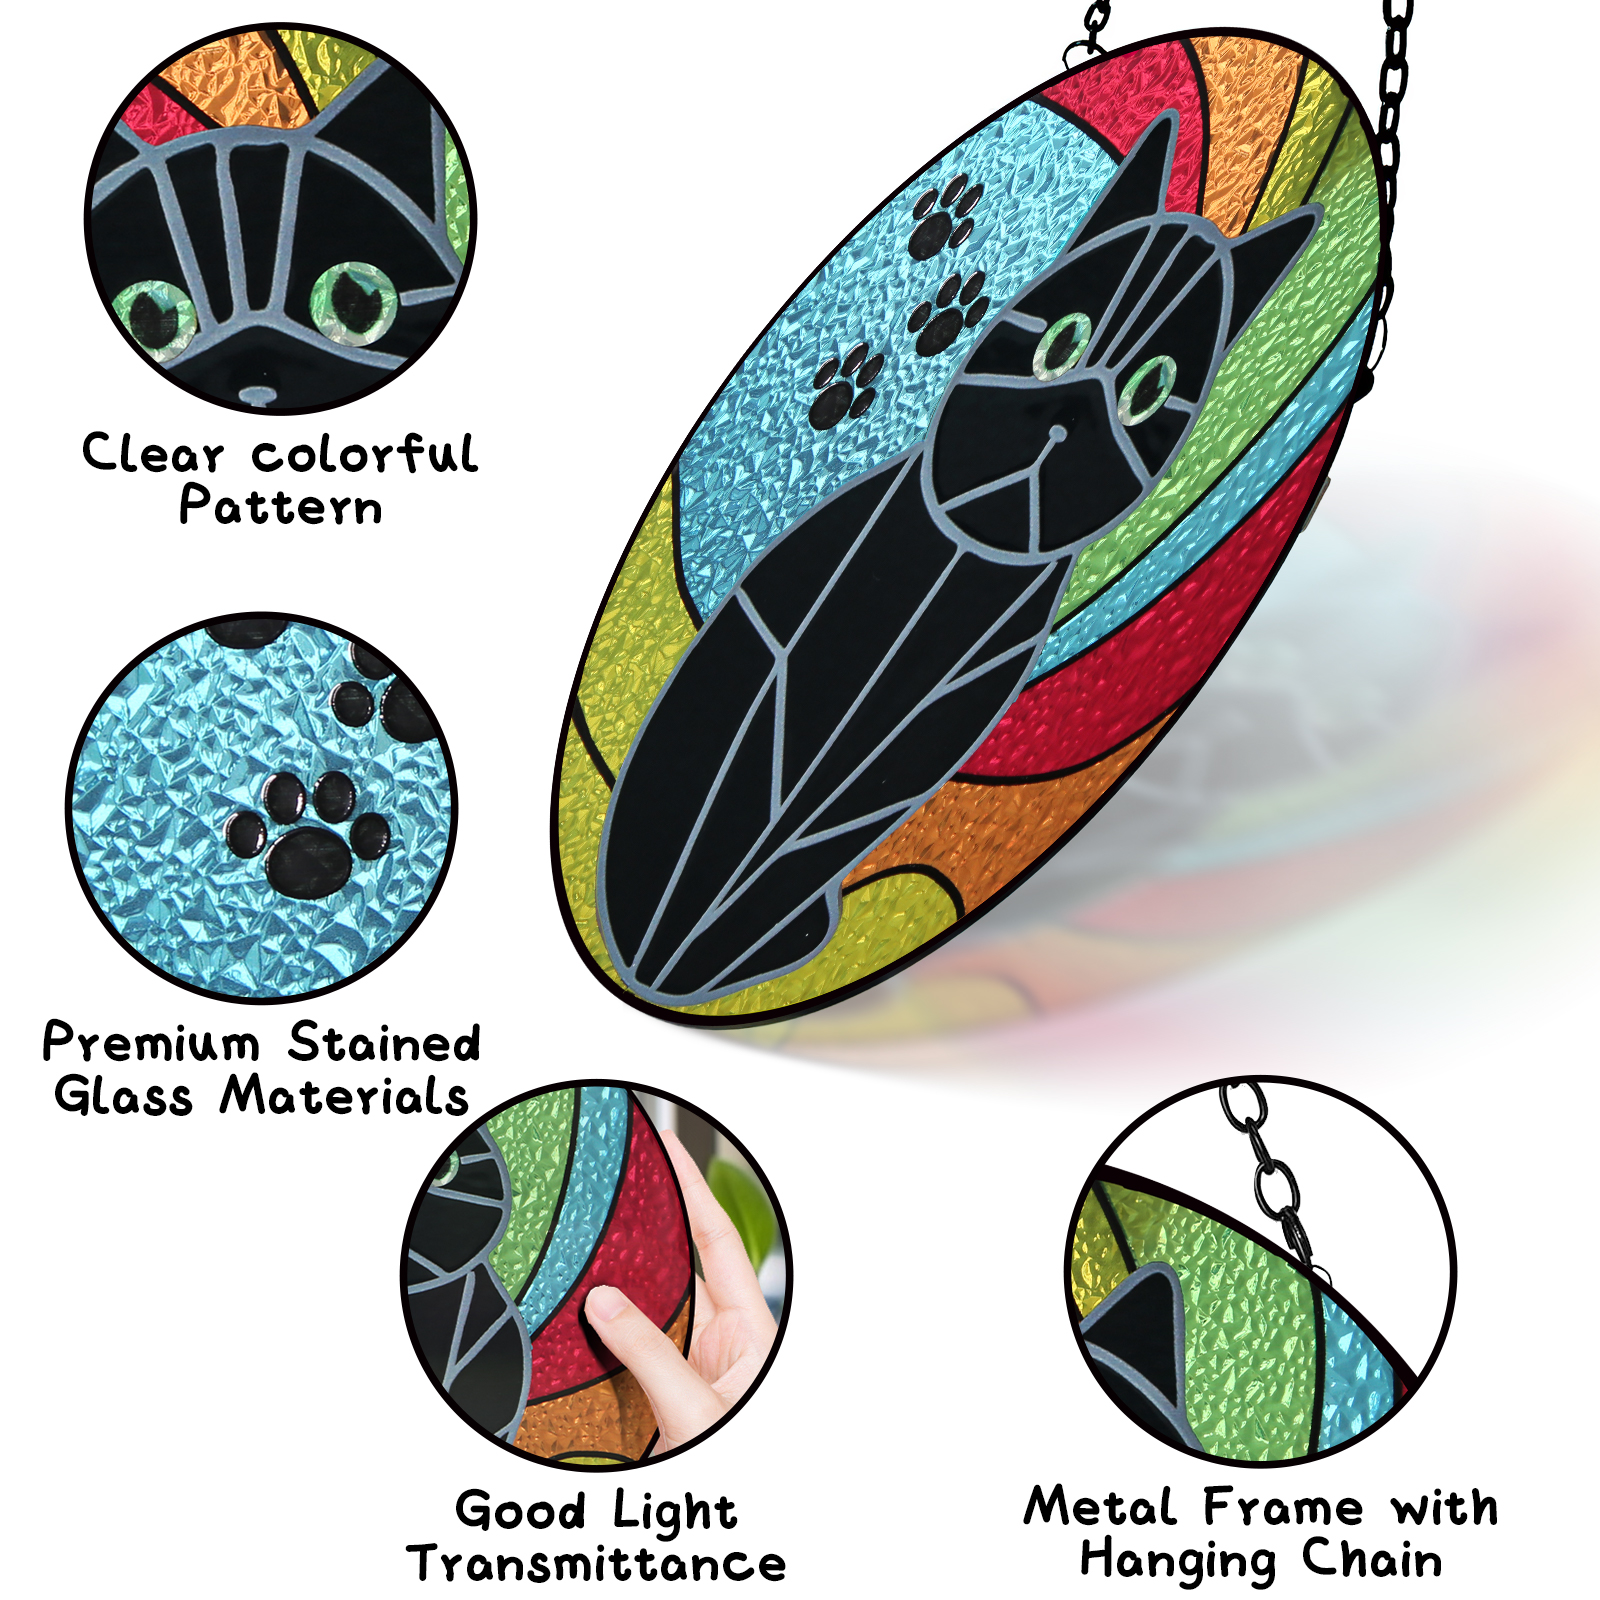 Clear colorful
Pattern
Premium Stained
Glass Materials
Good Light
Transmittance
Metal Frame with
Hanging Chain